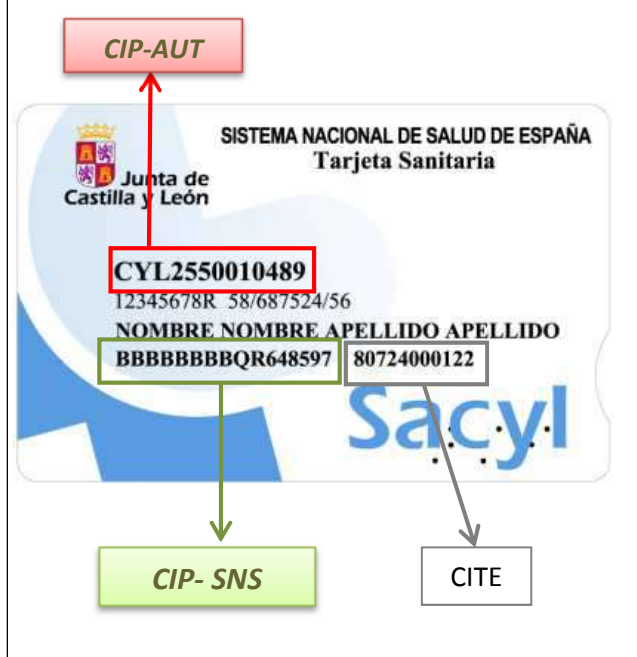 CIP-AUT
SISTEMA NACIONAL DE SALUD DE ESPAÑA
Tarjeta Sanitaria
Junta de
Castilla y León
CYL2550010489
12345678R 58/687524/56
NOMBRE NOMBRE APELLIDO APELLIDO
BBBBBBBBQR648597 80724000122
Sacyl
CIP- SNS
CITE